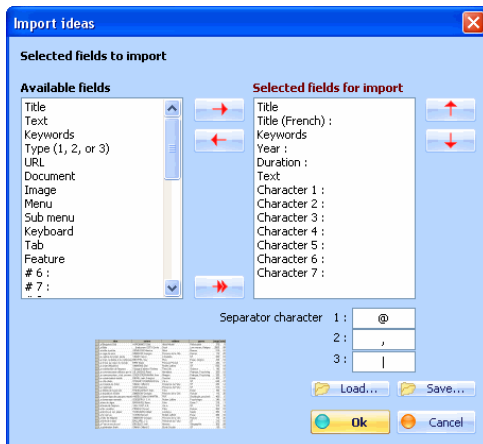 Import ideas
Selected fields to import
Available fields
Title
Text
Keywords
Type (1, 2, or 3)
URL
Document
Image
Menu
Sub menu
Keyboard
Tab
Feature
# 6 :
# 7 :
Selected fields for import
Title
Title (French) :
Keywords
Year :
Duration :
Text
Character 1 :
Character 2 :
Character 3 :
Character 4 :
Character 5 :
Character 6 :
Character 7 :
Separator character 1 : @
2 : ,
3 : |
Load... Save...
Ok Cancel